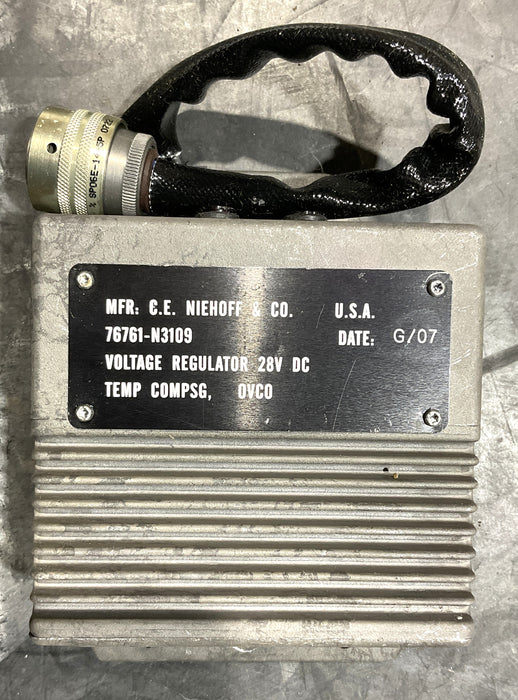 MFR: C.E. NIEHOFF & CO. U.S.A.
76761-N3109 DATE: G/07
VOLTAGE REGULATOR 28V DC
TEMP COMPSG, OVCO